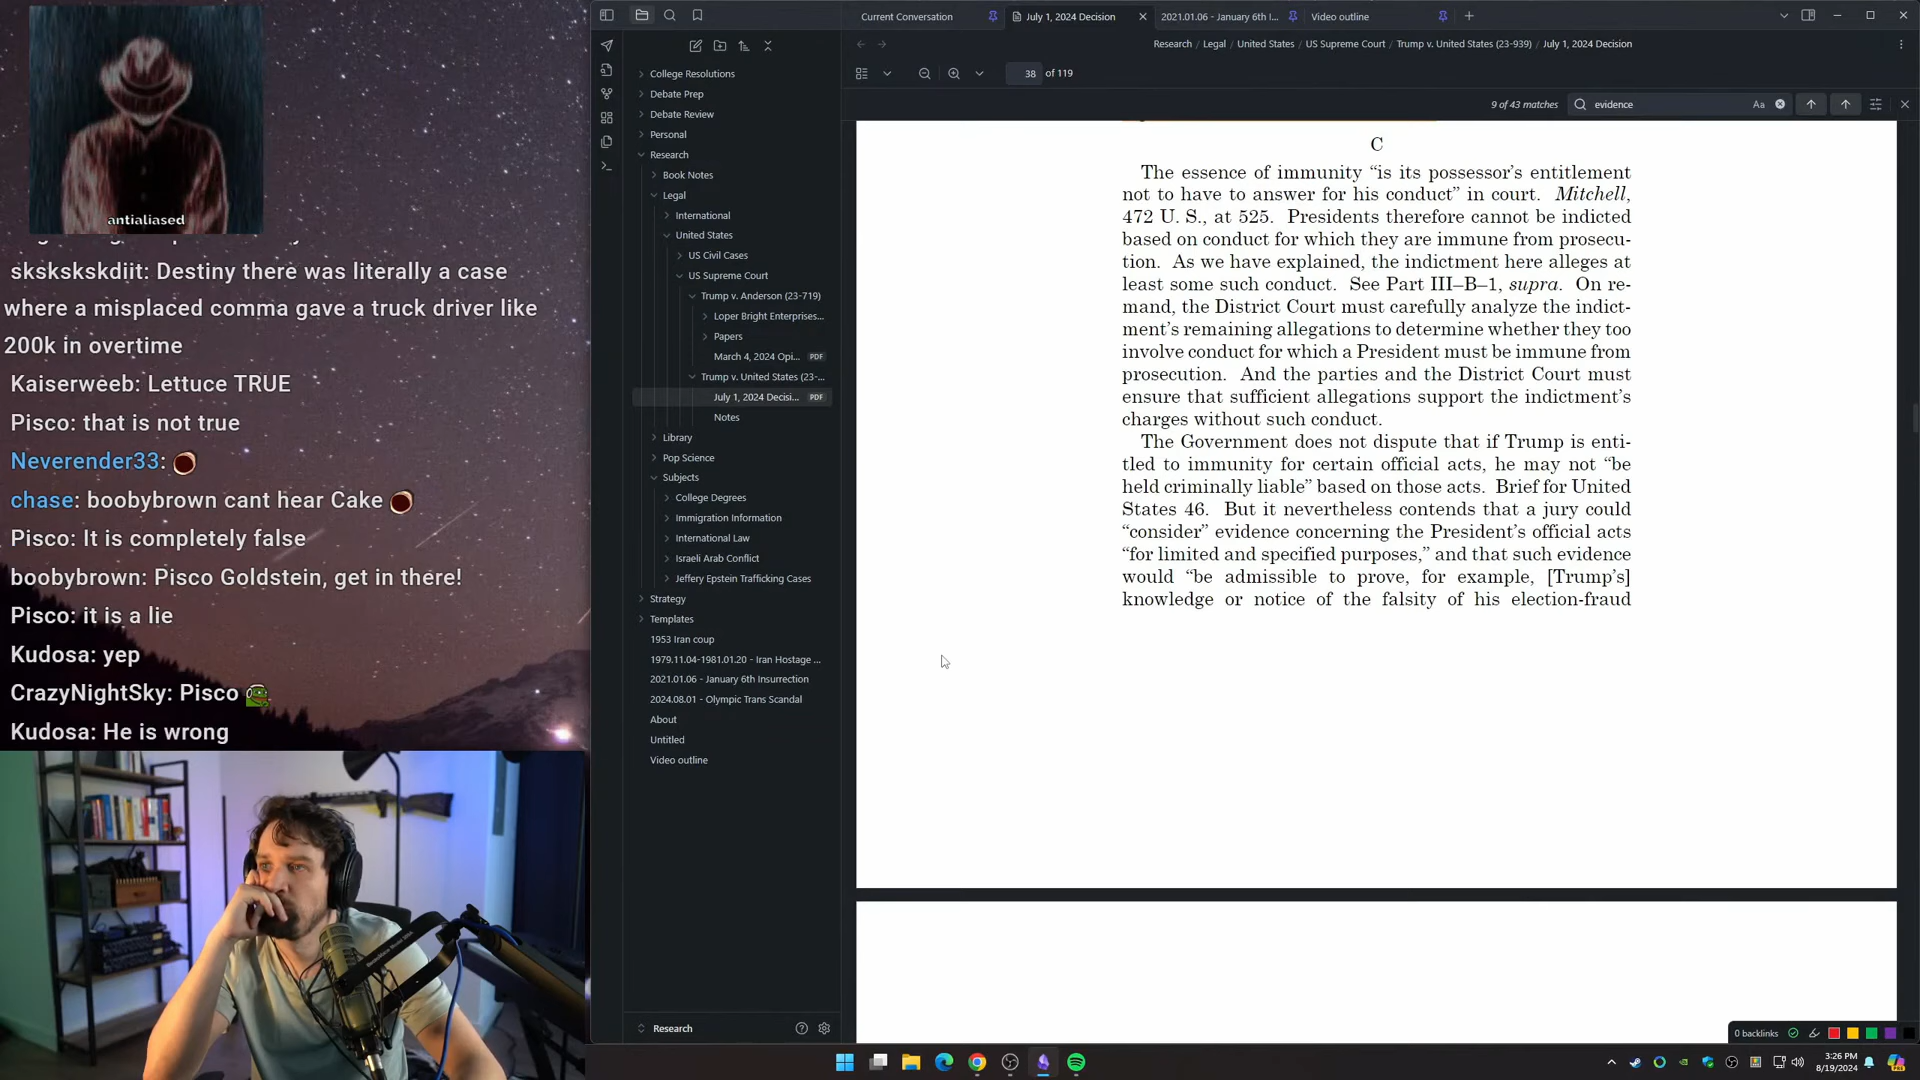 antialiased
sksksksksdiit: Destiny there was literally a case
where a misplaced comma gave a truck driver like
200k in overtime
Kaiserweeb: Lettuce TRUE
Pisco: that is not true
Neverender33:
chase: boobybrown cant hear Cake
Pisco: It is completely false
boobybrown: Pisco Goldstein, get in there!
Pisco: it is a lie
Kudosa: yep
CrazyNightSky: Pisco
Kudosa: He is wrong
College Resolutions
Debate Prep
Debate Review
Personal
Research
Book Notes
Legal
International
United States
US Civil Cases
US Supreme Court
Trump v. Anderson (23-719)
Loper Bright Enterprises...
Papers
March 4, 2024 Opi... PDF
Trump v. United States (23-...
July 1, 2024 Decisi... PDF
Notes
Library
Pop Science
Subjects
College Degrees
Immigration Information
International Law
Israeli Arab Conflict
Jeffery Epstein Trafficking Cases
Strategy
Templates
1953 Iran coup
1979.11.04-1981.01.20 - Iran Hostage ...
2021.01.06 - January 6th Insurrection
2024.08.01 - Olympic Trans Scandal
About
Untitled
Video outline
Research
Current Conversation
July 1, 2024 Decision
2021.01.06 - January 6th I...
Video outline
Research / Legal / United States / US Supreme Court / Trump v. United States (23-939) / July 1, 2024 Decision
38 of 119
9 of 43 matches
evidence
Aa
C
The essence of immunity “is its possessor’s entitlement
not to have to answer for his conduct” in court. Mitchell,
472 U. S., at 525. Presidents therefore cannot be indicted
based on conduct for which they are immune from prosecu-
tion. As we have explained, the indictment here alleges at
least some such conduct. See Part III–B–1, supra. On re-
mand, the District Court must carefully analyze the indict-
ment’s remaining allegations to determine whether they too
involve conduct for which a President must be immune from
prosecution. And the parties and the District Court must
ensure that sufficient allegations support the indictment’s
charges without such conduct.
The Government does not dispute that if Trump is enti-
tled to immunity for certain official acts, he may not “be
held criminally liable” based on those acts. Brief for United
States 46. But it nevertheless contends that a jury could
“consider” evidence concerning the President’s official acts
“for limited and specified purposes,” and that such evidence
would “be admissible to prove, for example, [Trump’s]
knowledge or notice of the falsity of his election-fraud
0 backlinks
3:26 PM
8/19/2024